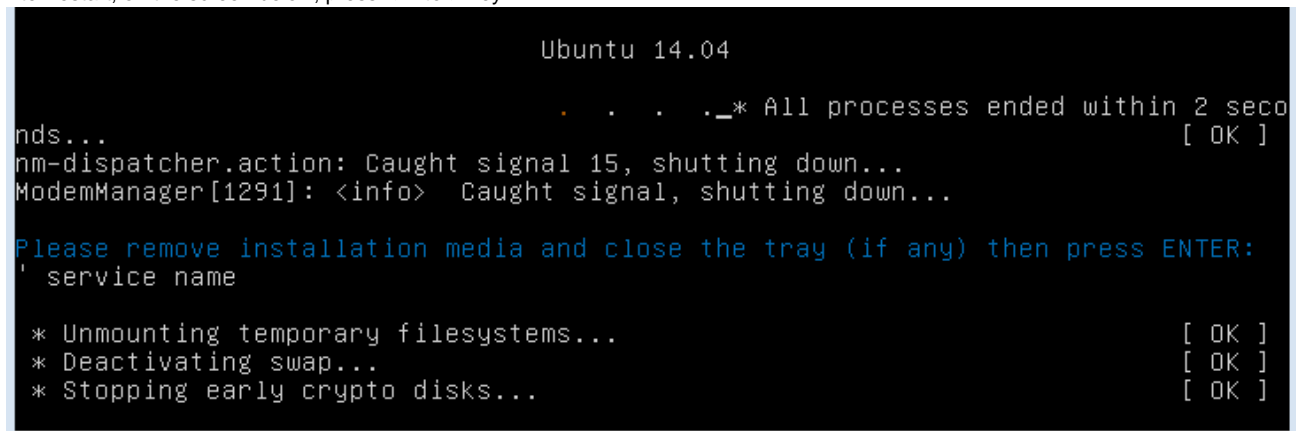 Ubuntu 14.04
. . . ._* All processes ended within 2 seco
nds... [ OK ]
nm-dispatcher.action: Caught signal 15, shutting down...
ModemManager[1291]: <info>  Caught signal, shutting down...
Please remove installation media and close the tray (if any) then press ENTER:
' service name
* Unmounting temporary filesystems... [ OK ]
* Deactivating swap... [ OK ]
* Stopping early crypto disks... [ OK ]